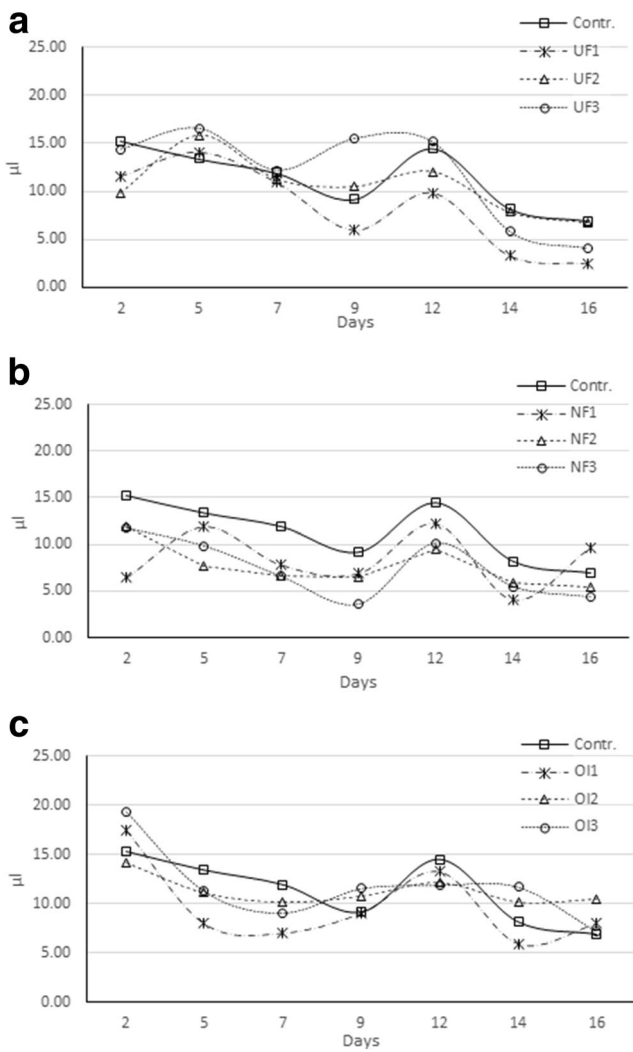 a
Contr.
UF1
UF2
UF3
25.00
20.00
15.00
10.00
5.00
0.00
µl
2 5 7 9 12 14 16
Days
b
Contr.
NF1
NF2
NF3
25.00
20.00
15.00
10.00
5.00
0.00
µl
2 5 7 9 12 14 16
Days
c
Contr.
OI1
OI2
OI3
25.00
20.00
15.00
10.00
5.00
0.00
µl
2 5 7 9 12 14 16
Days